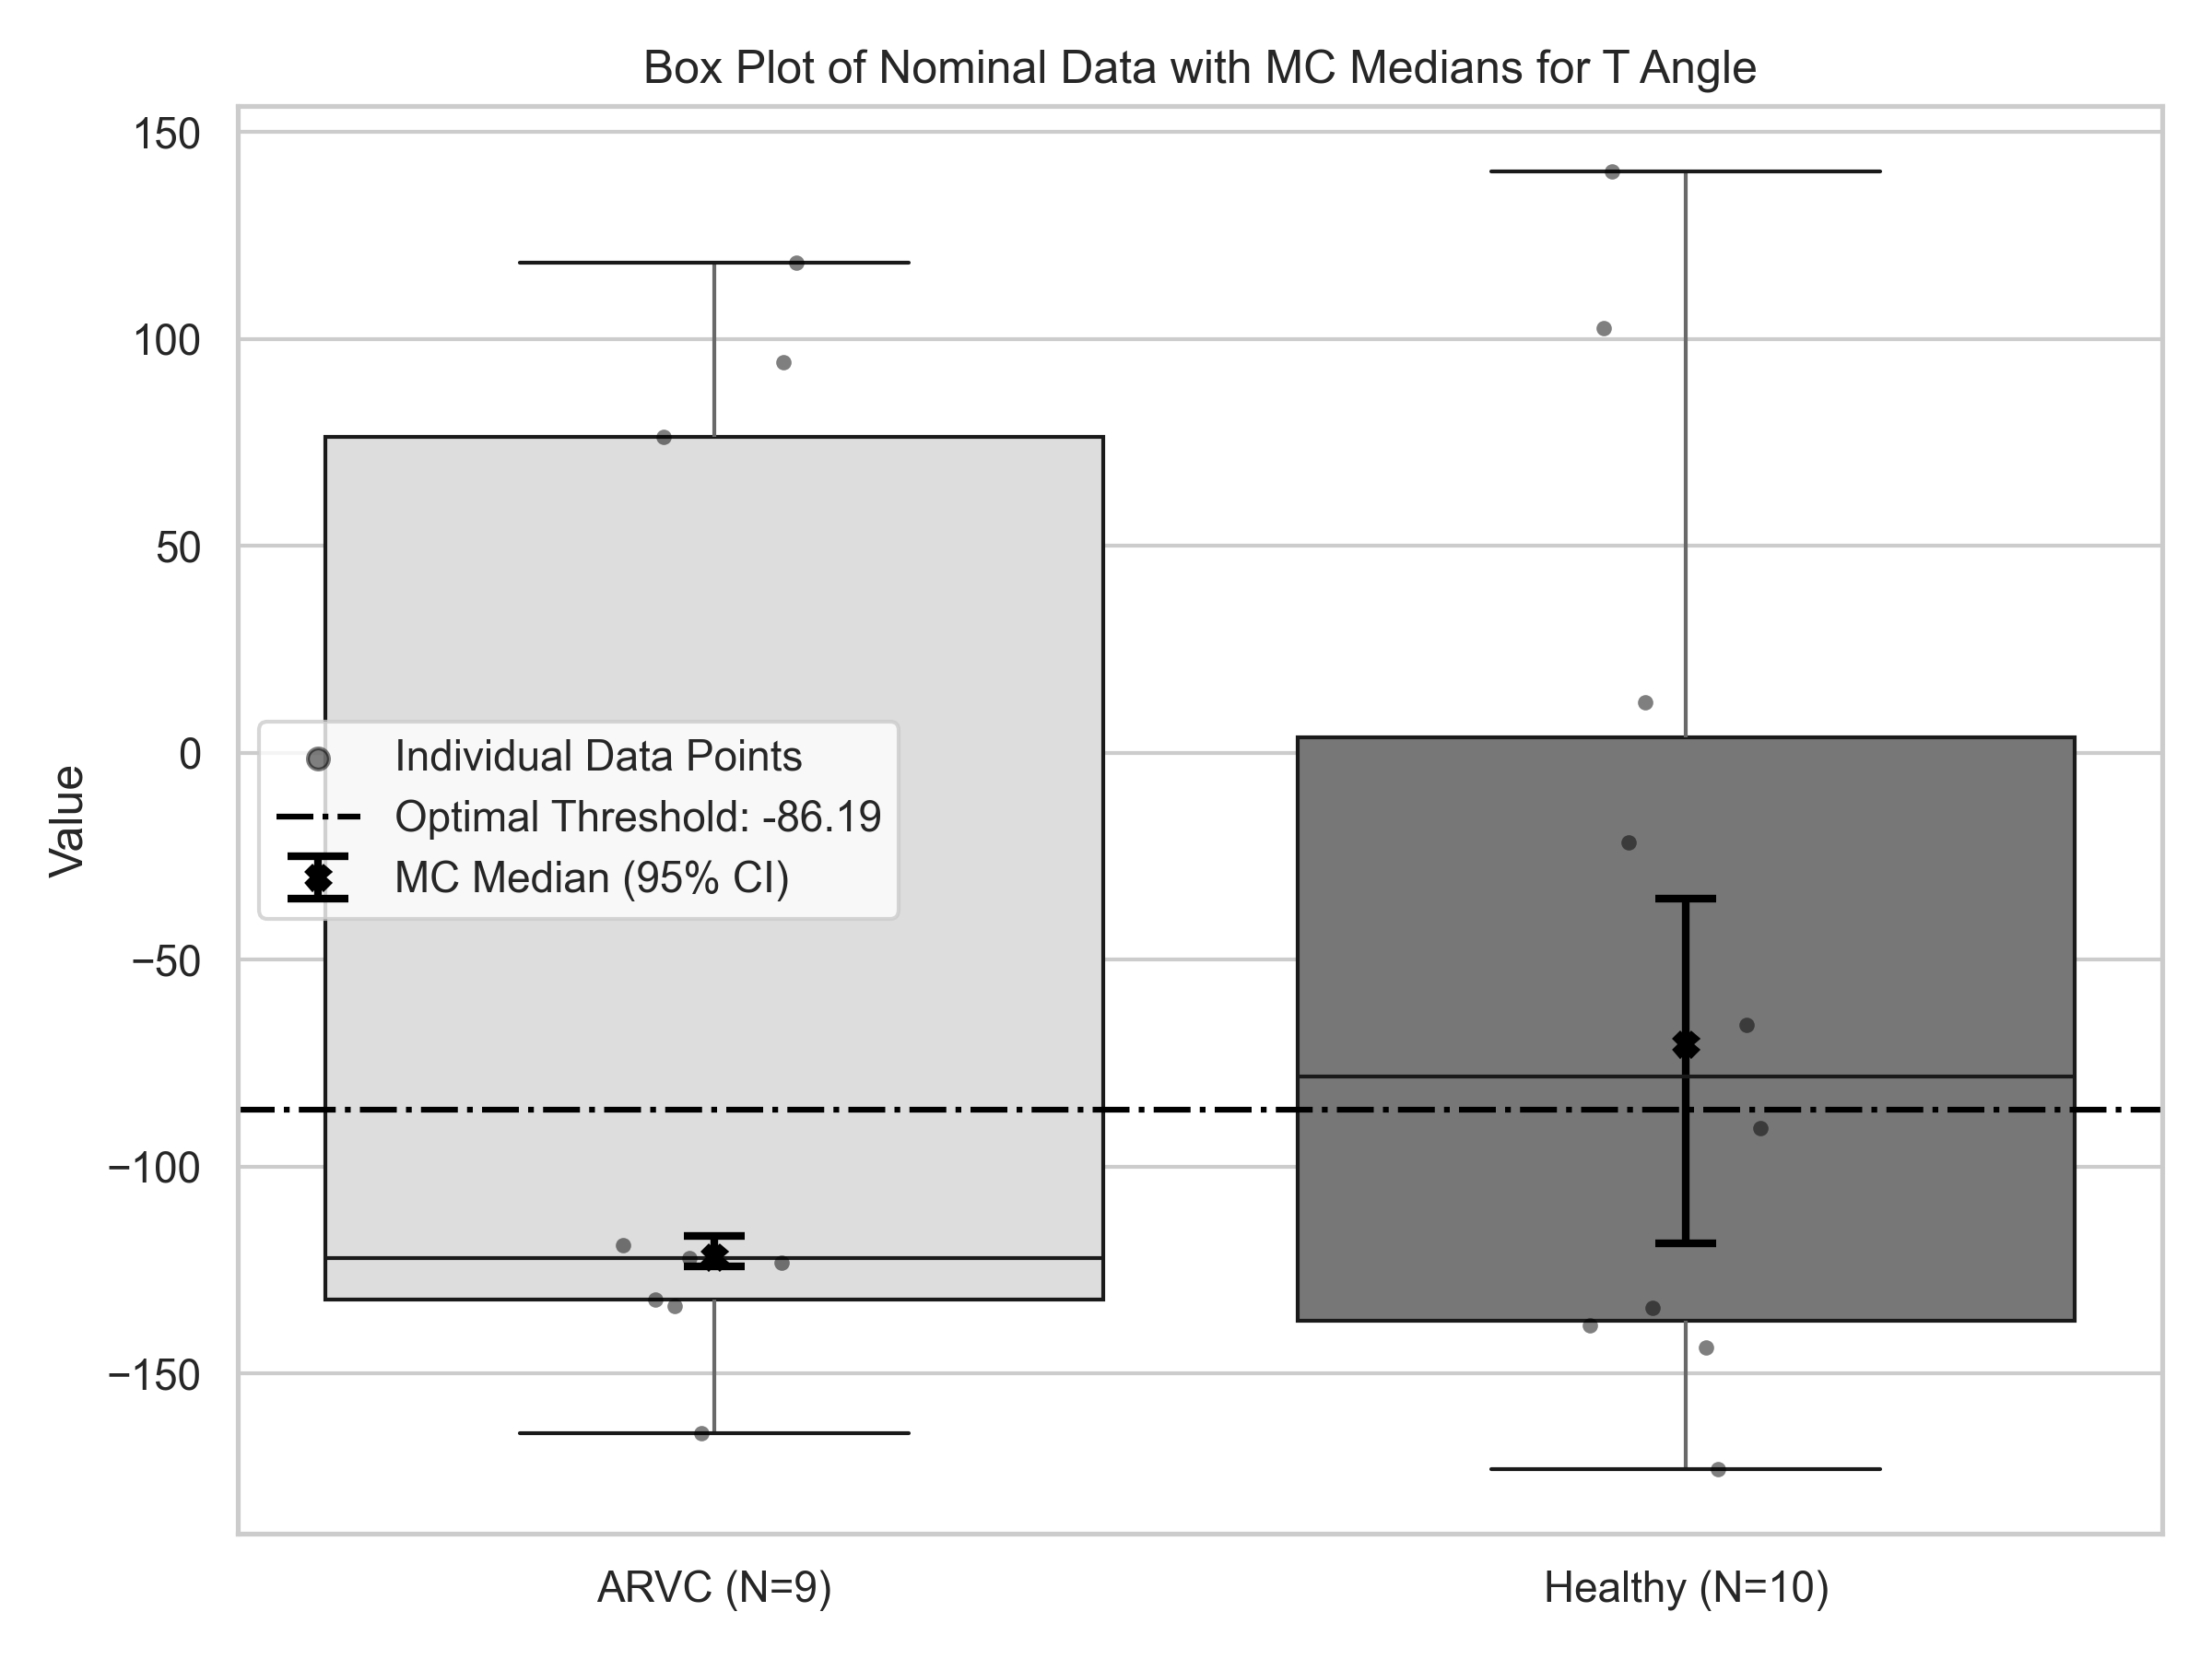 Box Plot of Nominal Data with MC Medians for T Angle
150
100
50
0
−50
−100
−150
Value
Individual Data Points
Optimal Threshold: -86.19
MC Median (95% CI)
ARVC (N=9)
Healthy (N=10)